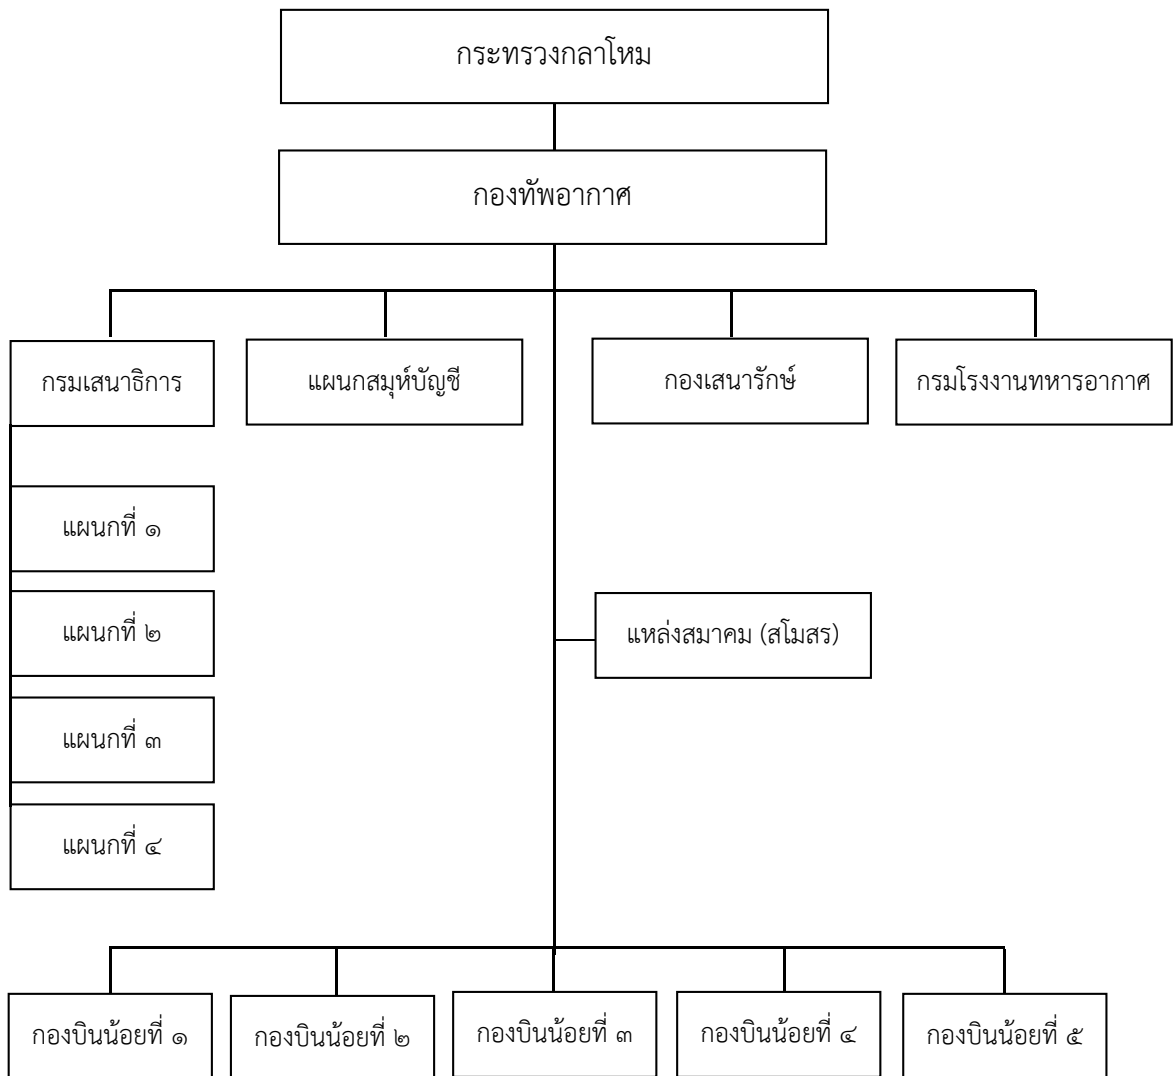 กระทรวงกลาโหม
กองทัพอากาศ
กรมเสนาธิการ
แผนกสมุห์บัญชี
กองเสนารักษ์
กรมโรงงานทหารอากาศ
แผนกที่ ๑
แผนกที่ ๒
แหล่งสมาคม (สโมสร)
แผนกที่ ๓
แผนกที่ ๔
กองบินน้อยที่ ๑
กองบินน้อยที่ ๒
กองบินน้อยที่ ๓
กองบินน้อยที่ ๔
กองบินน้อยที่ ๕